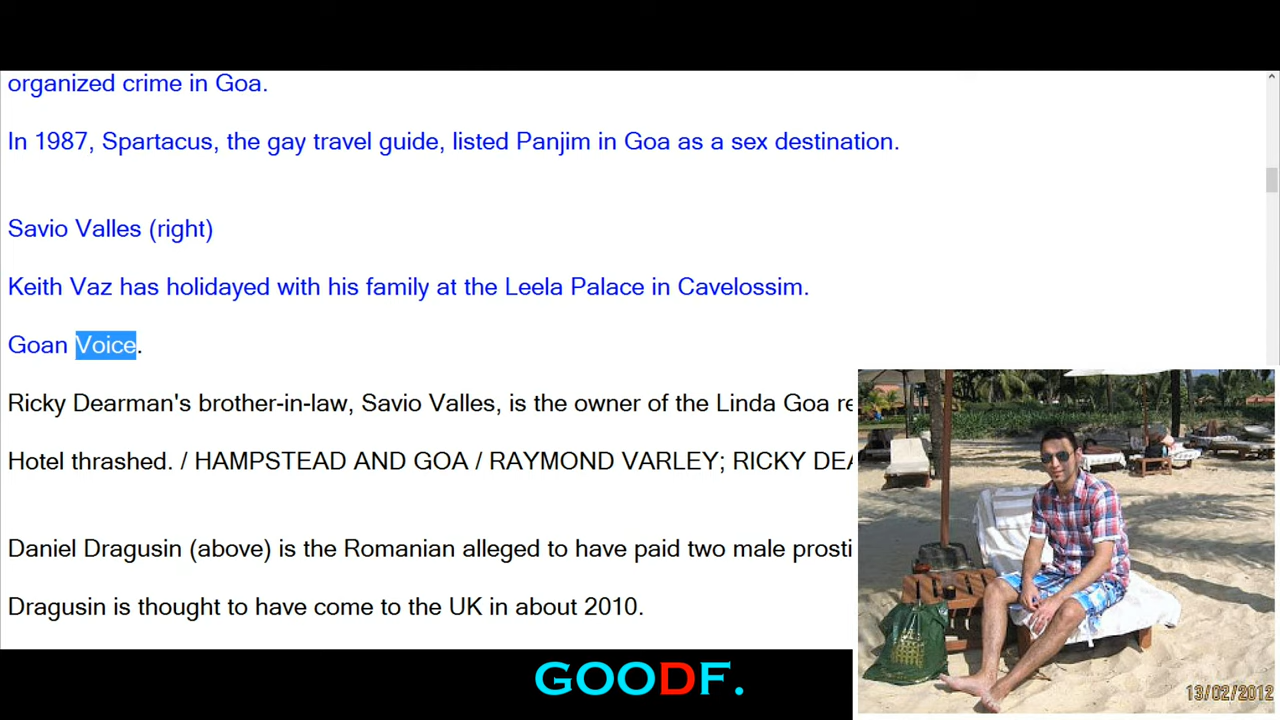 organized crime in Goa.
In 1987, Spartacus, the gay travel guide, listed Panjim in Goa as a sex destination.
Savio Valles (right)
Keith Vaz has holidayed with his family at the Leela Palace in Cavelossim.
Goan Voice.
Ricky Dearman's brother-in-law, Savio Valles, is the owner of the Linda Goa re
Hotel thrashed. / HAMPSTEAD AND GOA / RAYMOND VARLEY; RICKY DEA
Daniel Dragusin (above) is the Romanian alleged to have paid two male prosti
Dragusin is thought to have come to the UK in about 2010.
13/02/2012
GOODF.